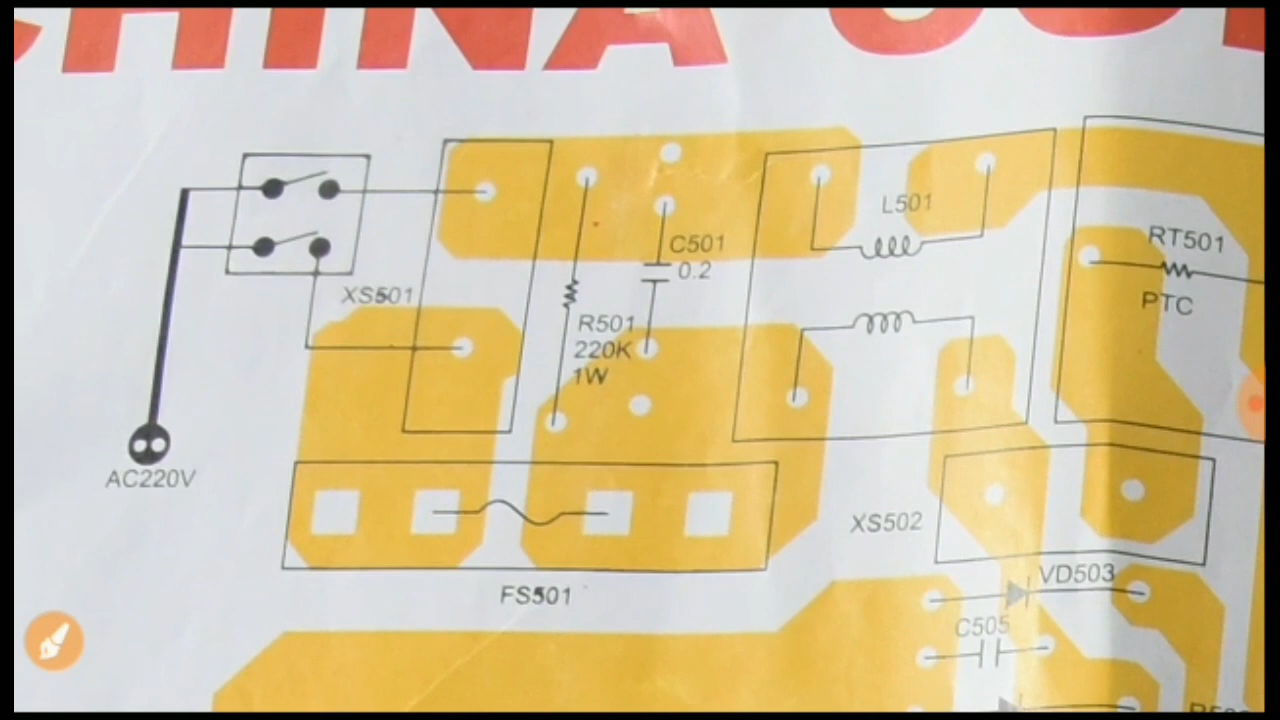 CHINA
XS501
AC220V
C501
0.2
R501
220K
1W
L501
RT501
PTC
FS501
XS502
VD503
C505